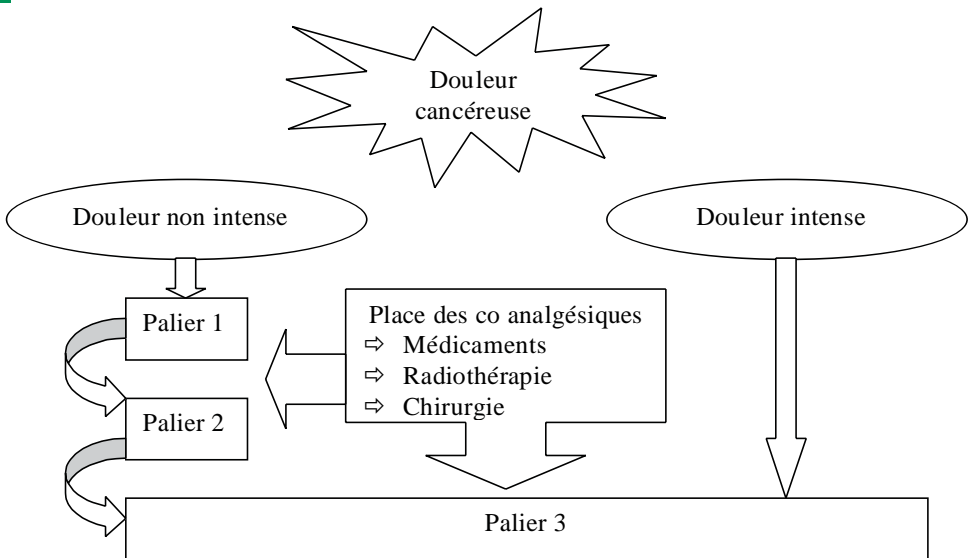 Douleur
cancéreuse
Douleur non intense
Douleur intense
Palier 1
Place des co analgésiques
⇨ Médicaments
⇨ Radiothérapie
⇨ Chirurgie
Palier 2
Palier 3